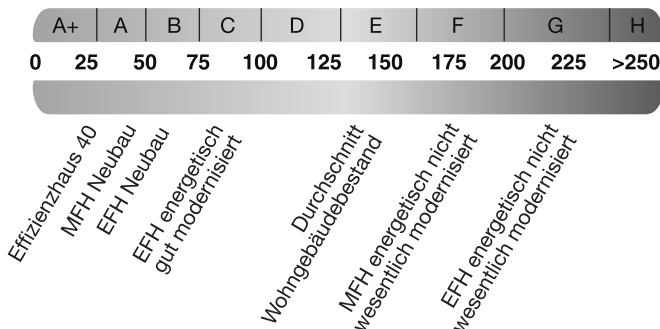 A+ A B C D E F G H
0 25 50 75 100 125 150 175 200 225 >250
Effizienzhaus 40
MFH Neubau
EFH Neubau
EFH energetisch
gut modernisiert
Durchschnitt
Wohngebäudebestand
MFH energetisch nicht
wesentlich modernisiert
EFH energetisch nicht
wesentlich modernisiert